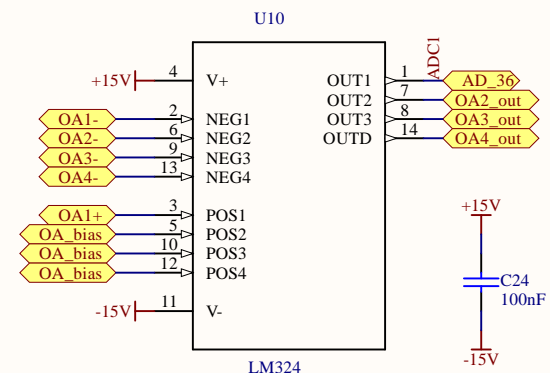 U10
+15V 4 V+ OUT1 1 ADC1 AD_36
OUT2 7 OA2_out
OA1- 2 NEG1 OUT3 8 OA3_out
OA2- 6 NEG2 OUTD 14 OA4_out
OA3- 9 NEG3
OA4- 13 NEG4
OA1+ 3 POS1
OA_bias 5 POS2
OA_bias 10 POS3
OA_bias 12 POS4
-15V 11 V-
LM324
+15V
C24
100nF
-15V